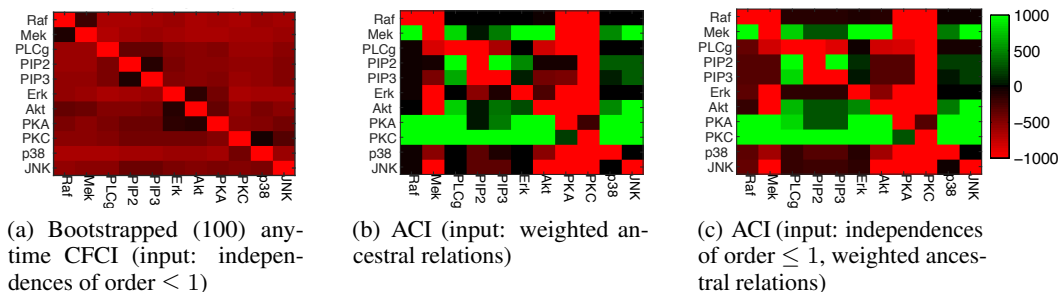 Raf
Mek
PLCg
PIP2
PIP3
Erk
Akt
PKA
PKC
p38
JNK
Raf
Mek
PLCg
PIP2
PIP3
Erk
Akt
PKA
PKC
p38
JNK
(a) Bootstrapped (100) any-
time CFCI (input: indepen-
dences of order < 1)
Raf
Mek
PLCg
PIP2
PIP3
Erk
Akt
PKA
PKC
p38
JNK
Raf
Mek
PLCg
PIP2
PIP3
Erk
Akt
PKA
PKC
p38
JNK
(b) ACI (input: weighted an-
cestral relations)
Raf
Mek
PLCg
PIP2
PIP3
Erk
Akt
PKA
PKC
p38
JNK
Raf
Mek
PLCg
PIP2
PIP3
Erk
Akt
PKA
PKC
p38
JNK
1000
500
0
−500
−1000
(c) ACI (input: independences
of order ≤ 1, weighted ances-
tral relations)